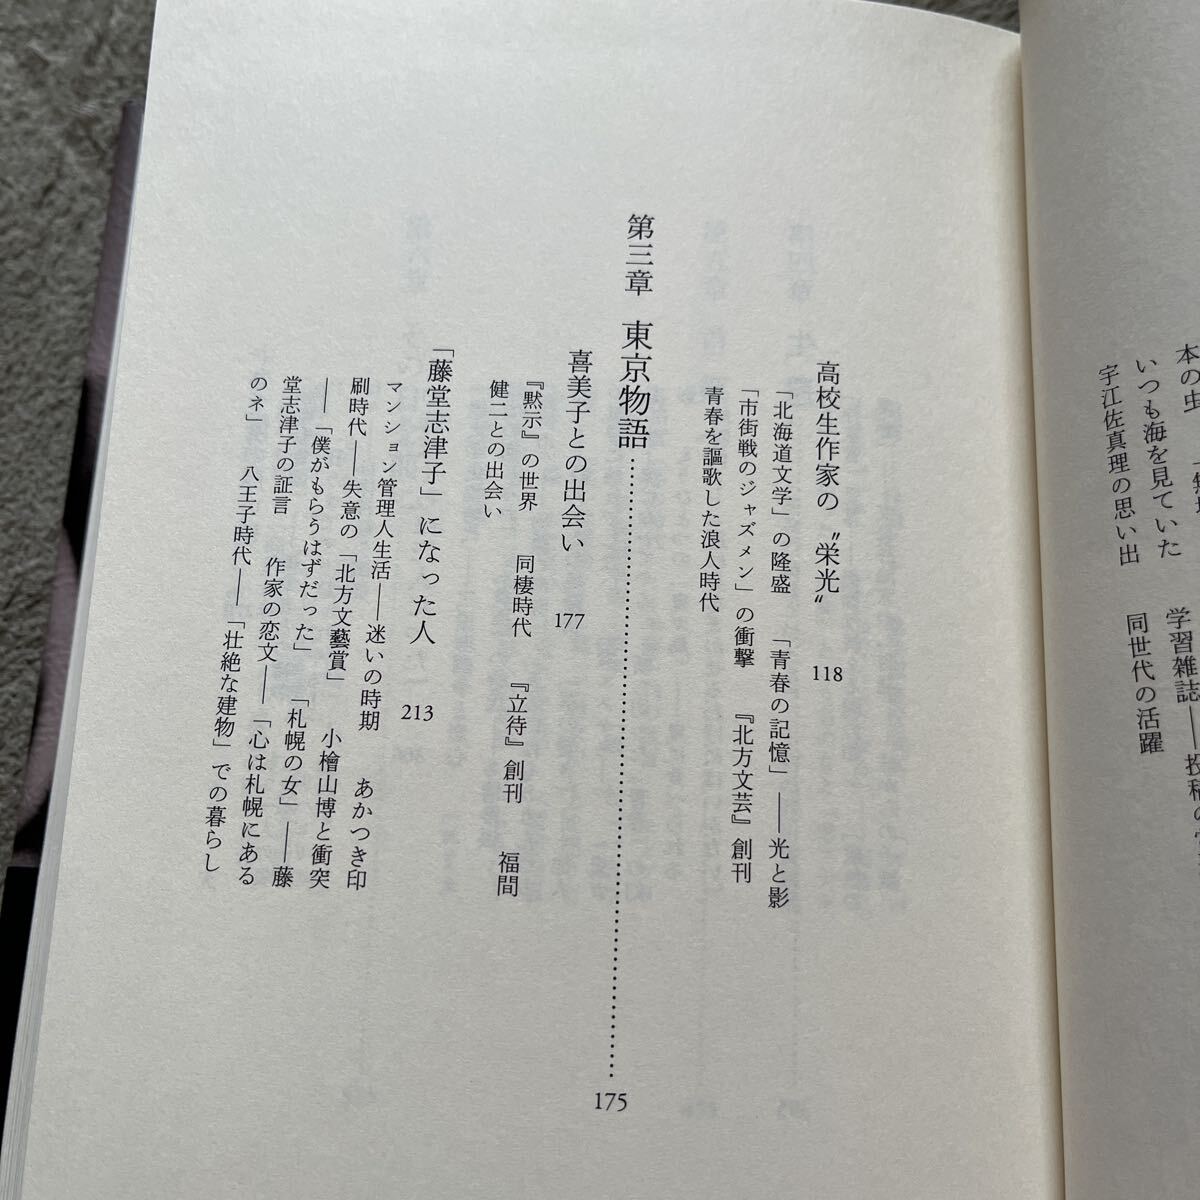 本の虫
いつも海を見ていた
宇江佐真理の思い出
学習雑誌――投稿の
同世代の活躍
高校生作家の〝栄光〟 118
「北海道文学」の隆盛 「青春の記憶」――光と影
「市街戦のジャズメン」の衝撃 『北方文芸』創刊
青春を謳歌した浪人時代
第三章 東京物語 175
喜美子との出会い 177
『黙示』の世界 同棲時代 『立待』創刊 福間
健二との出会い
「藤堂志津子」になった人 213
マンション管理人生活――迷いの時期 あかつき印
刷時代――失意の「北方文藝賞」 小檜山博と衝突
――「僕がもらうはずだった」 「札幌の女」――藤
堂志津子の証言 作家の恋文――「心は札幌にある
のネ」 八王子時代――「壮絶な建物」での暮らし